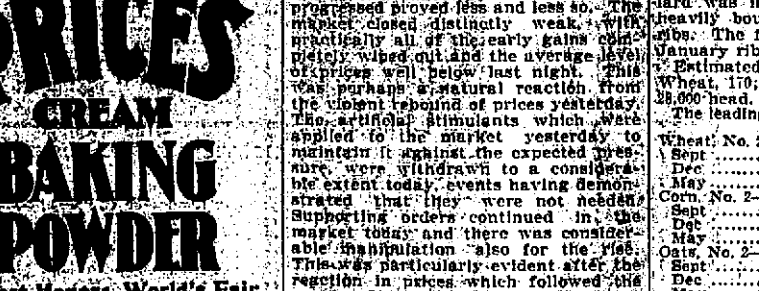 PRICES
CREAM
BAKING
POWDER
World's Fair
progressed proved less and less so. The
market closed distinctly weak, with
practically all of the early gains com-
pletely wiped out and the average level
of prices well below last night. This
was perhaps a natural reaction from
the violent rebound of prices yesterday.
The artificial stimulants which were
applied to the market yesterday to
maintain it against the expected pres-
sure, were withdrawn to a considera-
ble extent today, events having demon-
strated that they were not needed.
Supporting orders continued in the
market today and there was consider-
able manipulation also for the rise.
This was particularly evident after the
reaction in prices which followed the
lard was
heavily bou
ribs. The
January rib
Estimated
Wheat, 170;
28,000 head.
The leading
Wheat, No. 2
Sept ........
Dec ........
May ........
Corn, No. 2—
Sept ........
Dec ........
May ........
Oats, No. 2—
Sept ........
Dec ........